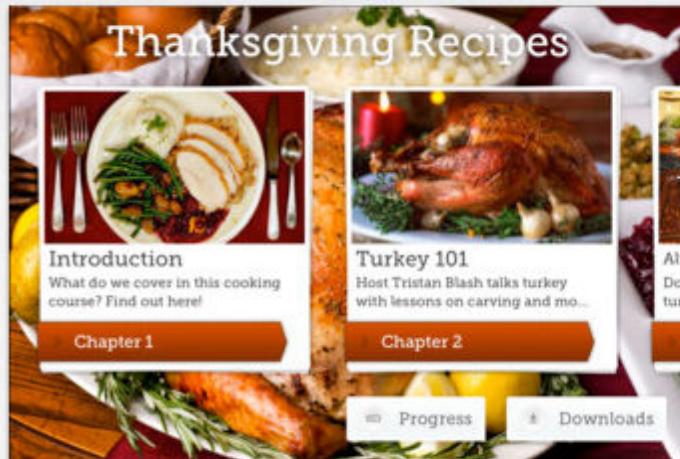 Thanksgiving Recipes
Introduction
What do we cover in this cooking
course? Find out here!
Chapter 1
Turkey 101
Host Tristan Blash talks turkey
with lessons on carving and mo...
Chapter 2
Progress
Downloads